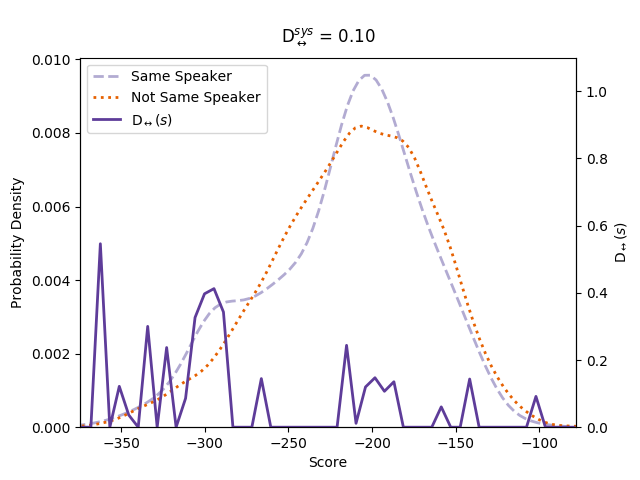 D↔^sys = 0.10
Same Speaker
Not Same Speaker
D↔(s)
Probability Density
0.010
0.008
0.006
0.004
0.002
0.000
1.0
0.8
0.6
0.4
0.2
0.0
D↔(s)
−350 −300 −250 −200 −150 −100
Score